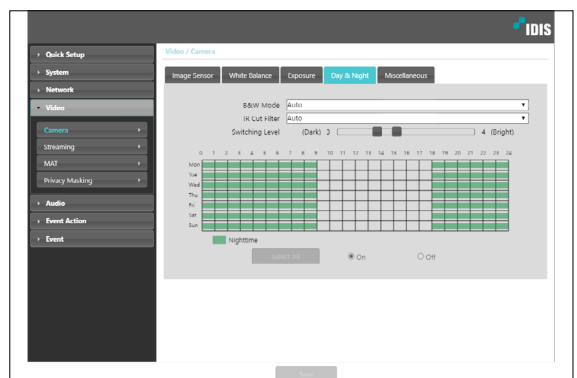 IDIS
Quick Setup
System
Network
Video
Camera
Streaming
MAT
Privacy Masking
Audio
Event Action
Event
Video / Camera
Image Sensor White Balance Exposure Day & Night Miscellaneous
B&W Mode Auto
IR Cut Filter Auto
Switching Level (Dark) 3 4 (Bright)
0 1 2 3 4 5 6 7 8 9 10 11 12 13 14 15 16 17 18 19 20 21 22 23 24
Mon
Tue
Wed
Thu
Fri
Sat
Sun
Nighttime
Select All On Off
Save